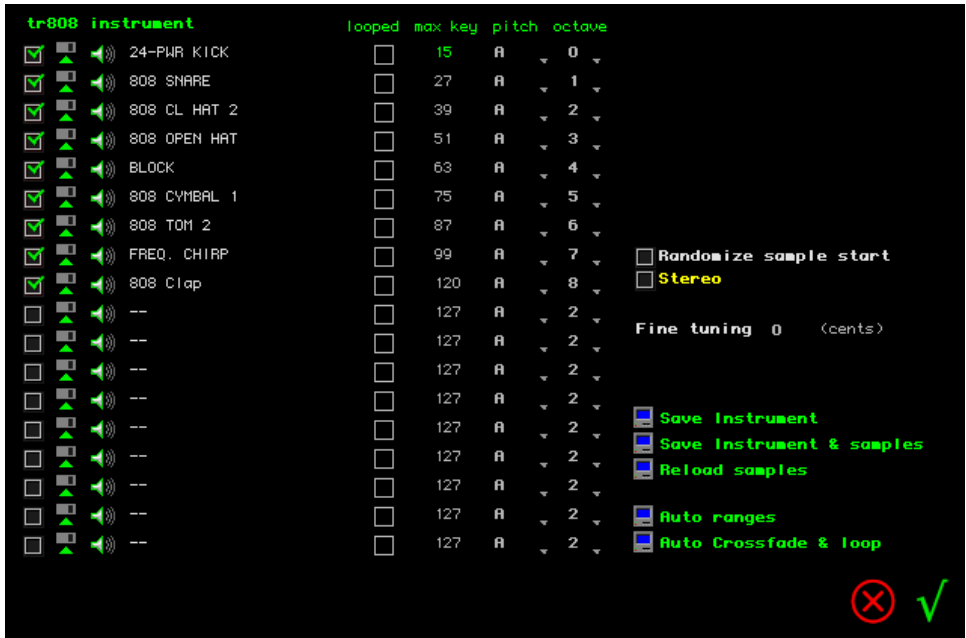 tr808 instrument looped max key pitch octave
24-PWR KICK 15 A 0
808 SNARE 27 A 1
808 CL HAT 2 39 A 2
808 OPEN HAT 51 A 3
BLOCK 63 A 4
808 CYMBAL 1 75 A 5
808 TOM 2 87 A 6
FREQ. CHIRP 99 A 7
808 Clap 120 A 8
-- 127 A 2
-- 127 A 2
-- 127 A 2
-- 127 A 2
-- 127 A 2
-- 127 A 2
-- 127 A 2
-- 127 A 2
-- 127 A 2
Randomize sample start
Stereo
Fine tuning 0 (cents)
Save Instrument
Save Instrument & samples
Reload samples
Auto ranges
Auto Crossfade & loop